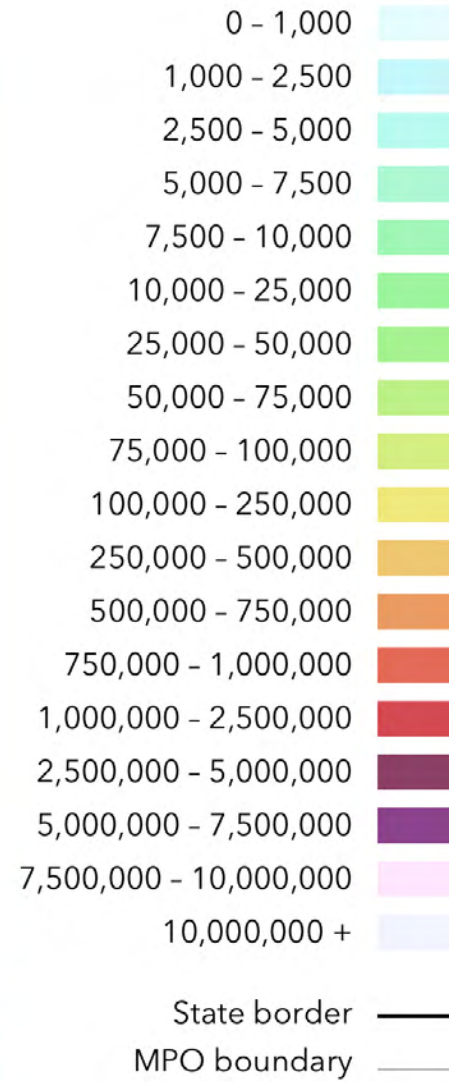 0 – 1,000
1,000 – 2,500
2,500 – 5,000
5,000 – 7,500
7,500 – 10,000
10,000 – 25,000
25,000 – 50,000
50,000 – 75,000
75,000 – 100,000
100,000 – 250,000
250,000 – 500,000
500,000 – 750,000
750,000 – 1,000,000
1,000,000 – 2,500,000
2,500,000 – 5,000,000
5,000,000 – 7,500,000
7,500,000 – 10,000,000
10,000,000 +
State border
MPO boundary